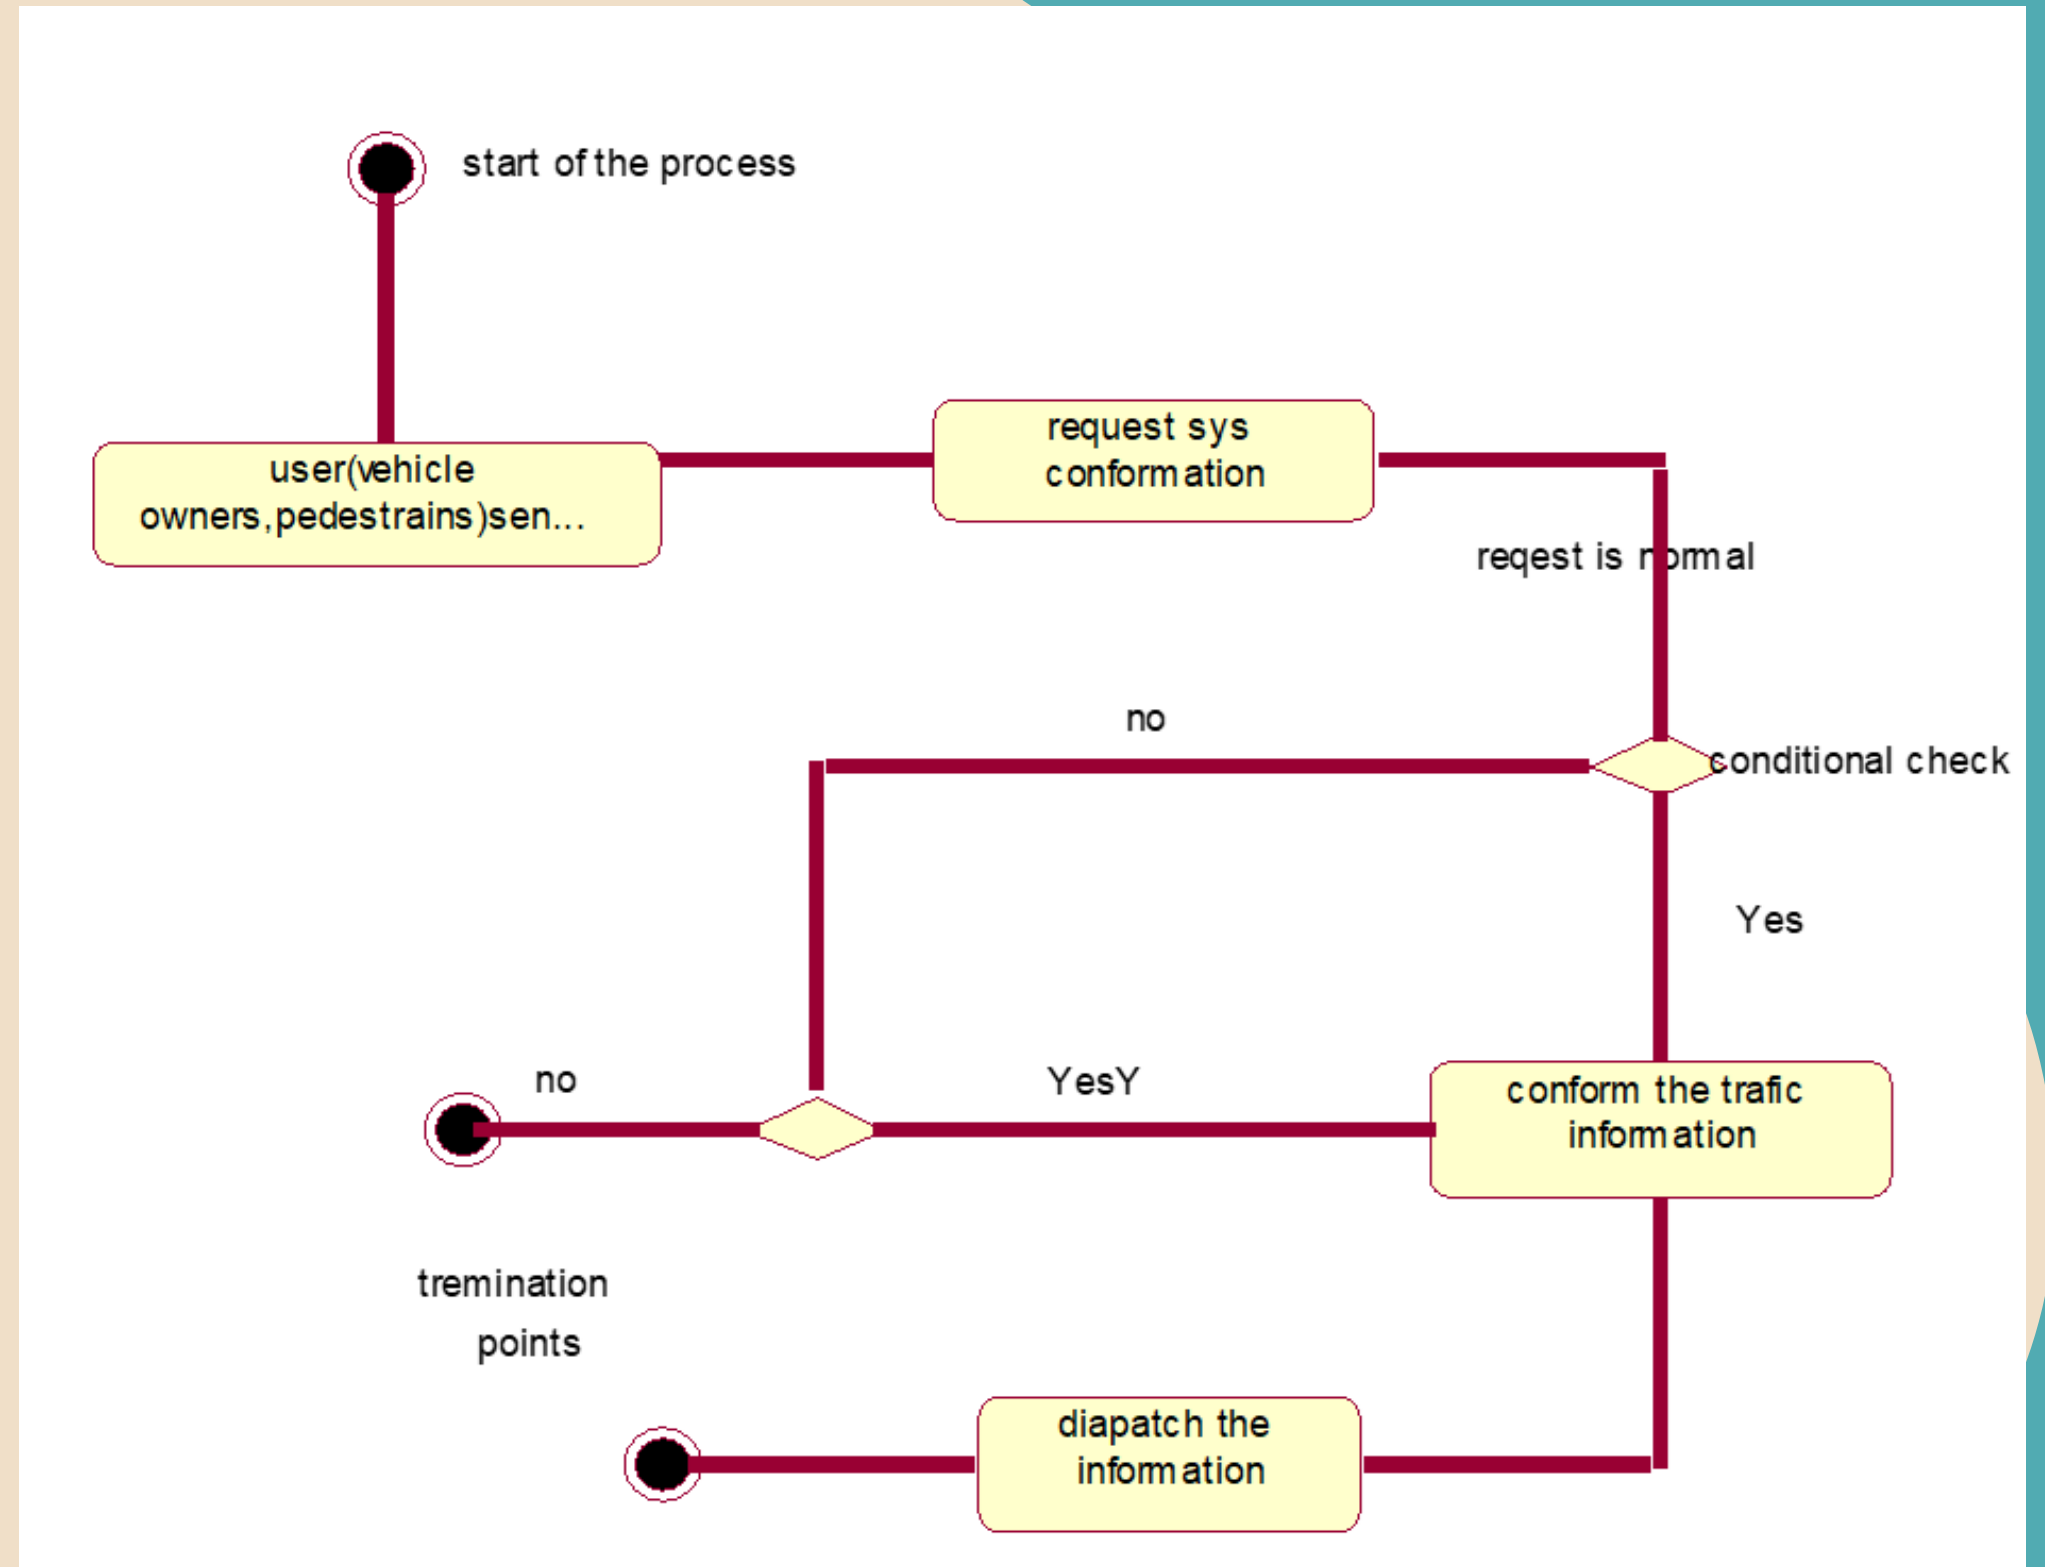 start of the process
request sys
conformation
user(vehicle
owners,pedestrains)sen...
reqest is normal
no
conditional check
Yes
no
YesY
conform the trafic
information
tremination
points
diapatch the
information